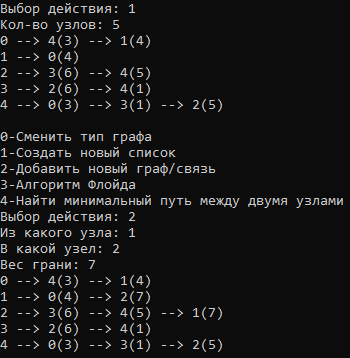 Выбор действия: 1
Кол-во узлов: 5
0 --> 4(3) --> 1(4)
1 --> 0(4)
2 --> 3(6) --> 4(5)
3 --> 2(6) --> 4(1)
4 --> 0(3) --> 3(1) --> 2(5)
0-Сменить тип графа
1-Создать новый список
2-Добавить новый граф/связь
3-Алгоритм Флойда
4-Найти минимальный путь между двумя узлами
Выбор действия: 2
Из какого узла: 1
В какой узел: 2
Вес грани: 7
0 --> 4(3) --> 1(4)
1 --> 0(4) --> 2(7)
2 --> 3(6) --> 4(5) --> 1(7)
3 --> 2(6) --> 4(1)
4 --> 0(3) --> 3(1) --> 2(5)